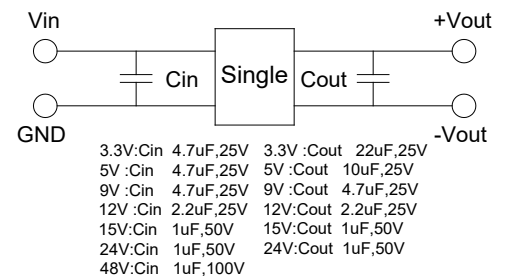 Vin +Vout
Cin Single Cout
GND -Vout
3.3V:Cin 4.7uF,25V 3.3V :Cout 22uF,25V
5V :Cin 4.7uF,25V 5V :Cout 10uF,25V
9V :Cin 4.7uF,25V 9V :Cout 4.7uF,25V
12V :Cin 2.2uF,25V 12V:Cout 2.2uF,25V
15V:Cin 1uF,50V 15V:Cout 1uF,50V
24V:Cin 1uF,50V 24V:Cout 1uF,50V
48V:Cin 1uF,100V